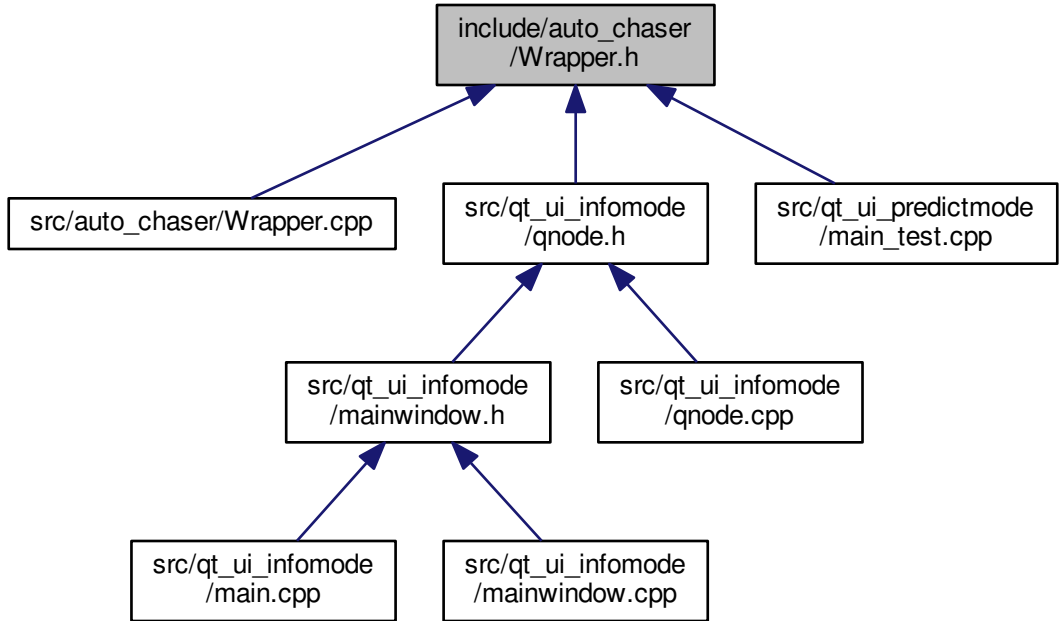 include/auto_chaser
/Wrapper.h
src/auto_chaser/Wrapper.cpp
src/qt_ui_infomode
/qnode.h
src/qt_ui_predictmode
/main_test.cpp
src/qt_ui_infomode
/mainwindow.h
src/qt_ui_infomode
/qnode.cpp
src/qt_ui_infomode
/main.cpp
src/qt_ui_infomode
/mainwindow.cpp